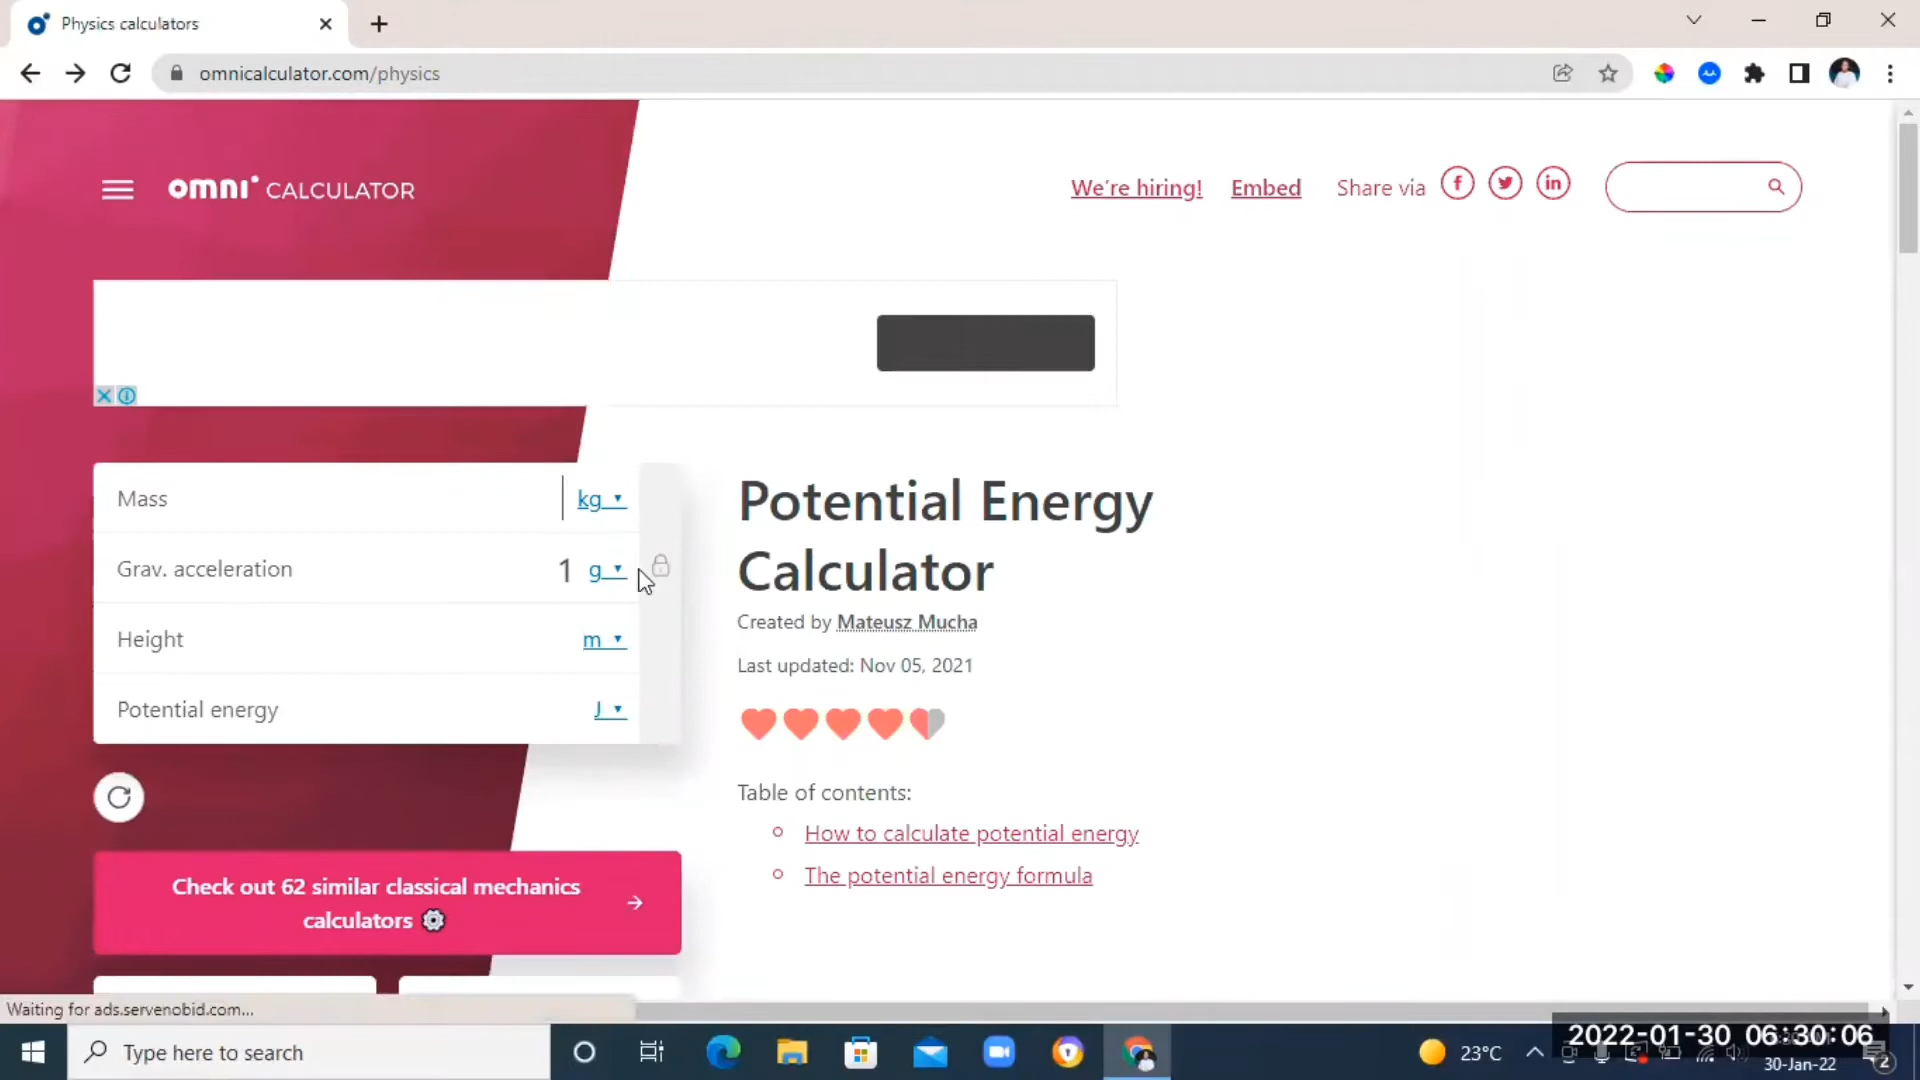 Physics calculators
omnicalculator.com/physics
omni CALCULATOR
We're hiring!
Embed
Share via
Mass
kg
Grav. acceleration
1
g
Height
m
Potential energy
J
Potential Energy
Calculator
Created by Mateusz Mucha
Last updated: Nov 05, 2021
Table of contents:
How to calculate potential energy
The potential energy formula
Check out 62 similar classical mechanics
calculators
Waiting for ads.servenobid.com...
Type here to search
23°C
2022-01-30 06:30:06
30-Jan-22
2